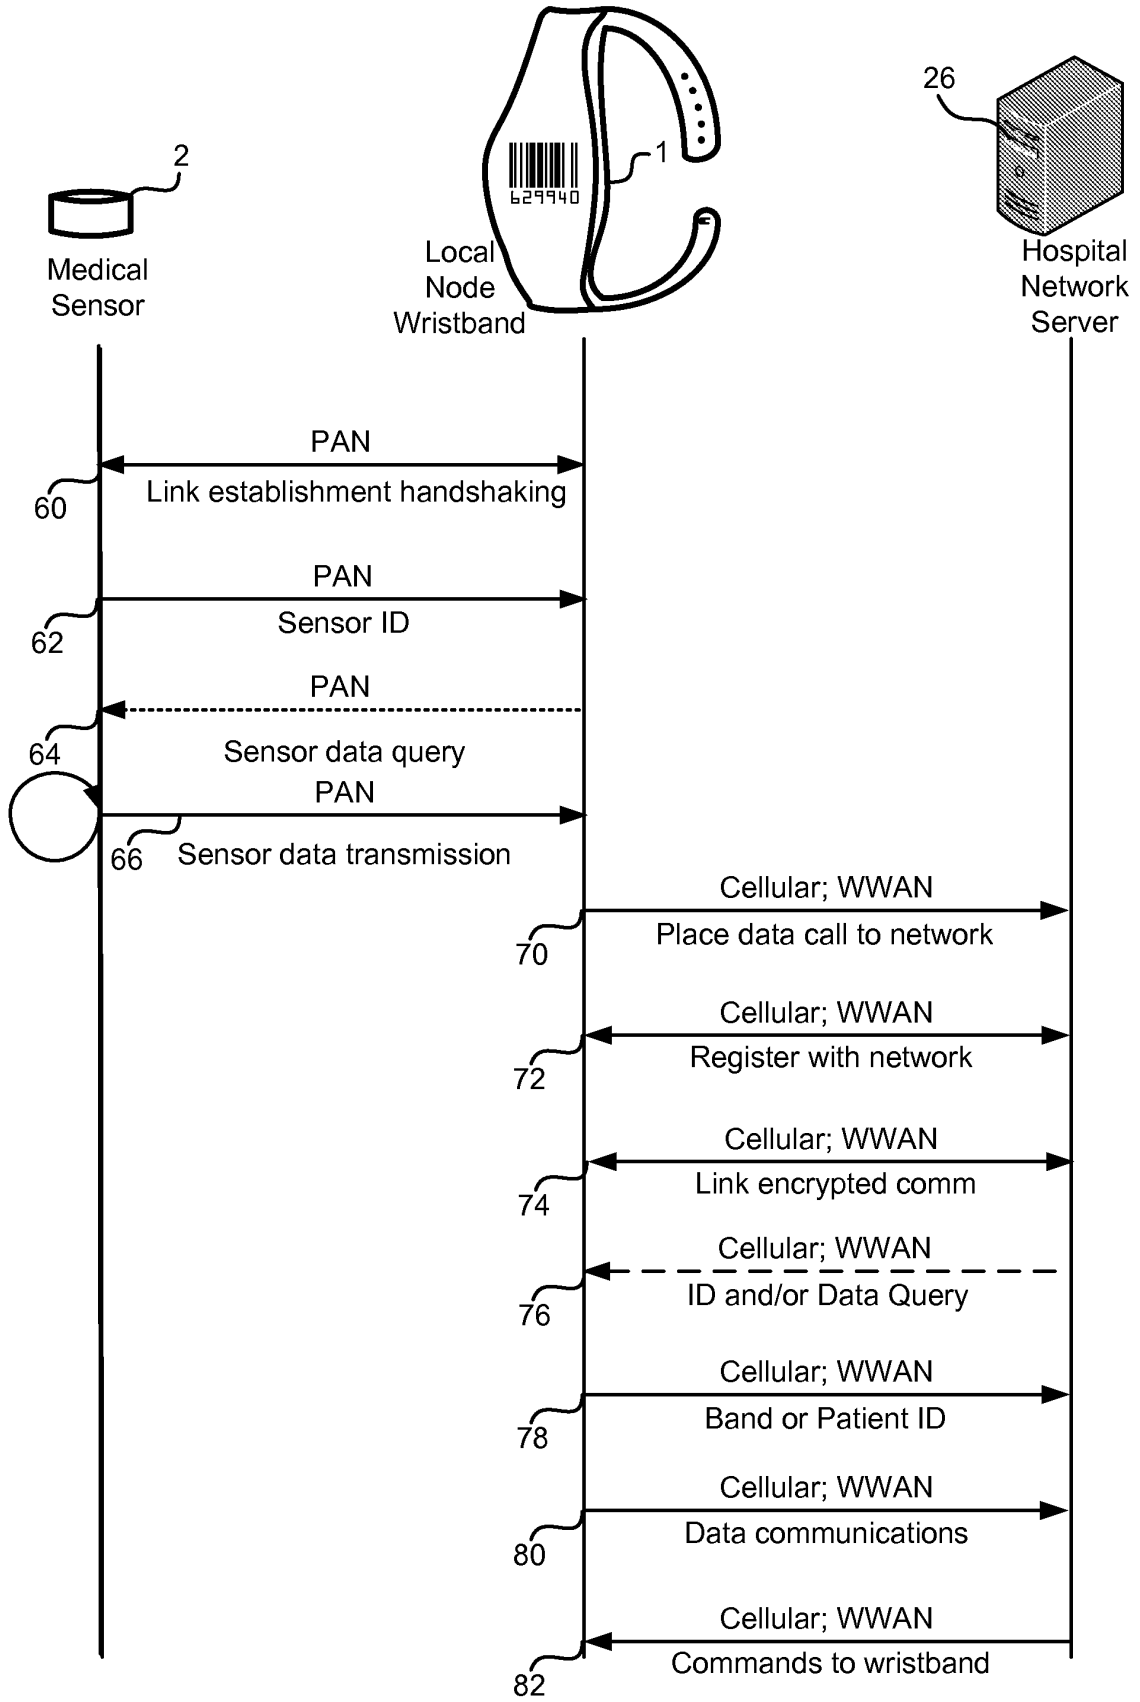 26
2
1
629940
Medical
Sensor
Local
Node
Wristband
Hospital
Network
Server
PAN
Link establishment handshaking
60
PAN
Sensor ID
62
PAN
64
Sensor data query
PAN
66
Sensor data transmission
Cellular; WWAN
Place data call to network
70
Cellular; WWAN
Register with network
72
Cellular; WWAN
Link encrypted comm
74
Cellular; WWAN
ID and/or Data Query
76
Cellular; WWAN
Band or Patient ID
78
Cellular; WWAN
Data communications
80
Cellular; WWAN
Commands to wristband
82